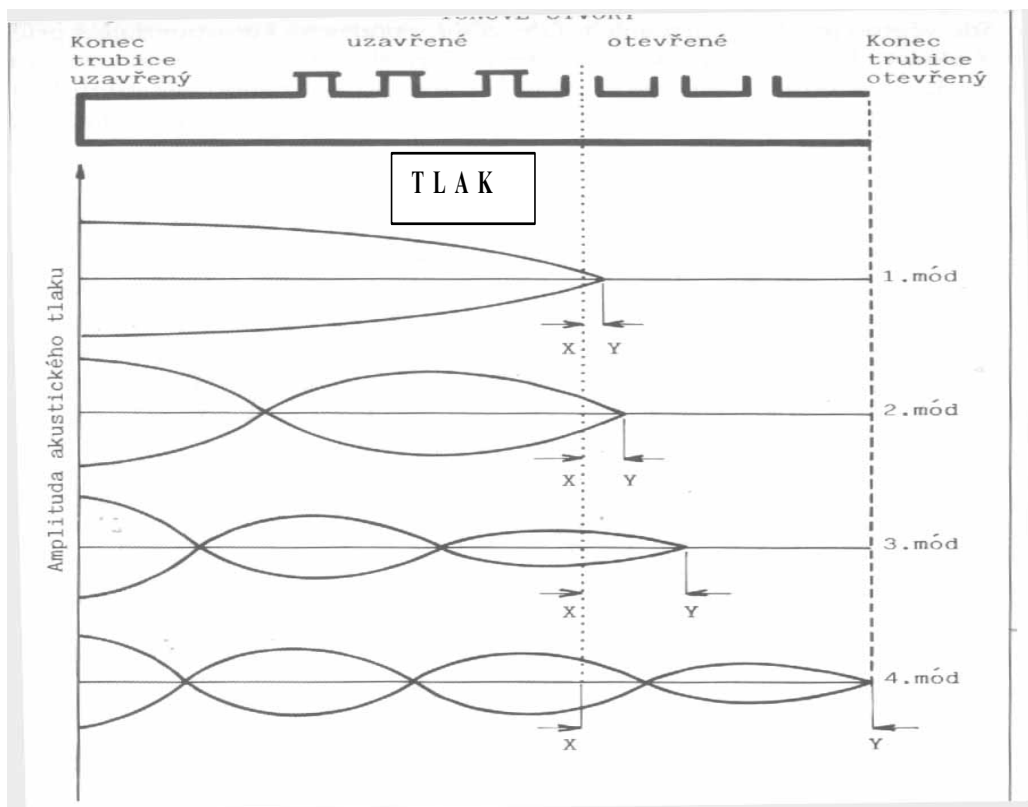 Konec
trubice
uzavřený
uzavřené
otevřené
Konec
trubice
otevřený
TLAK
Amplituda akustického tlaku
1.mód
X Y
2.mód
X Y
3.mód
X Y
4.mód
X Y